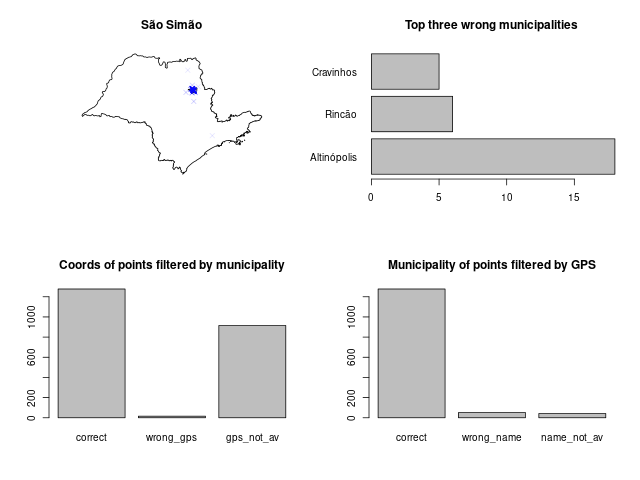 São Simão
Top three wrong municipalities
Cravinhos
Rincão
Altinópolis
0 5 10 15
Coords of points filtered by municipality
0 200 600 1000
correct wrong_gps gps_not_av
Municipality of points filtered by GPS
0 200 600 1000
correct wrong_name name_not_av